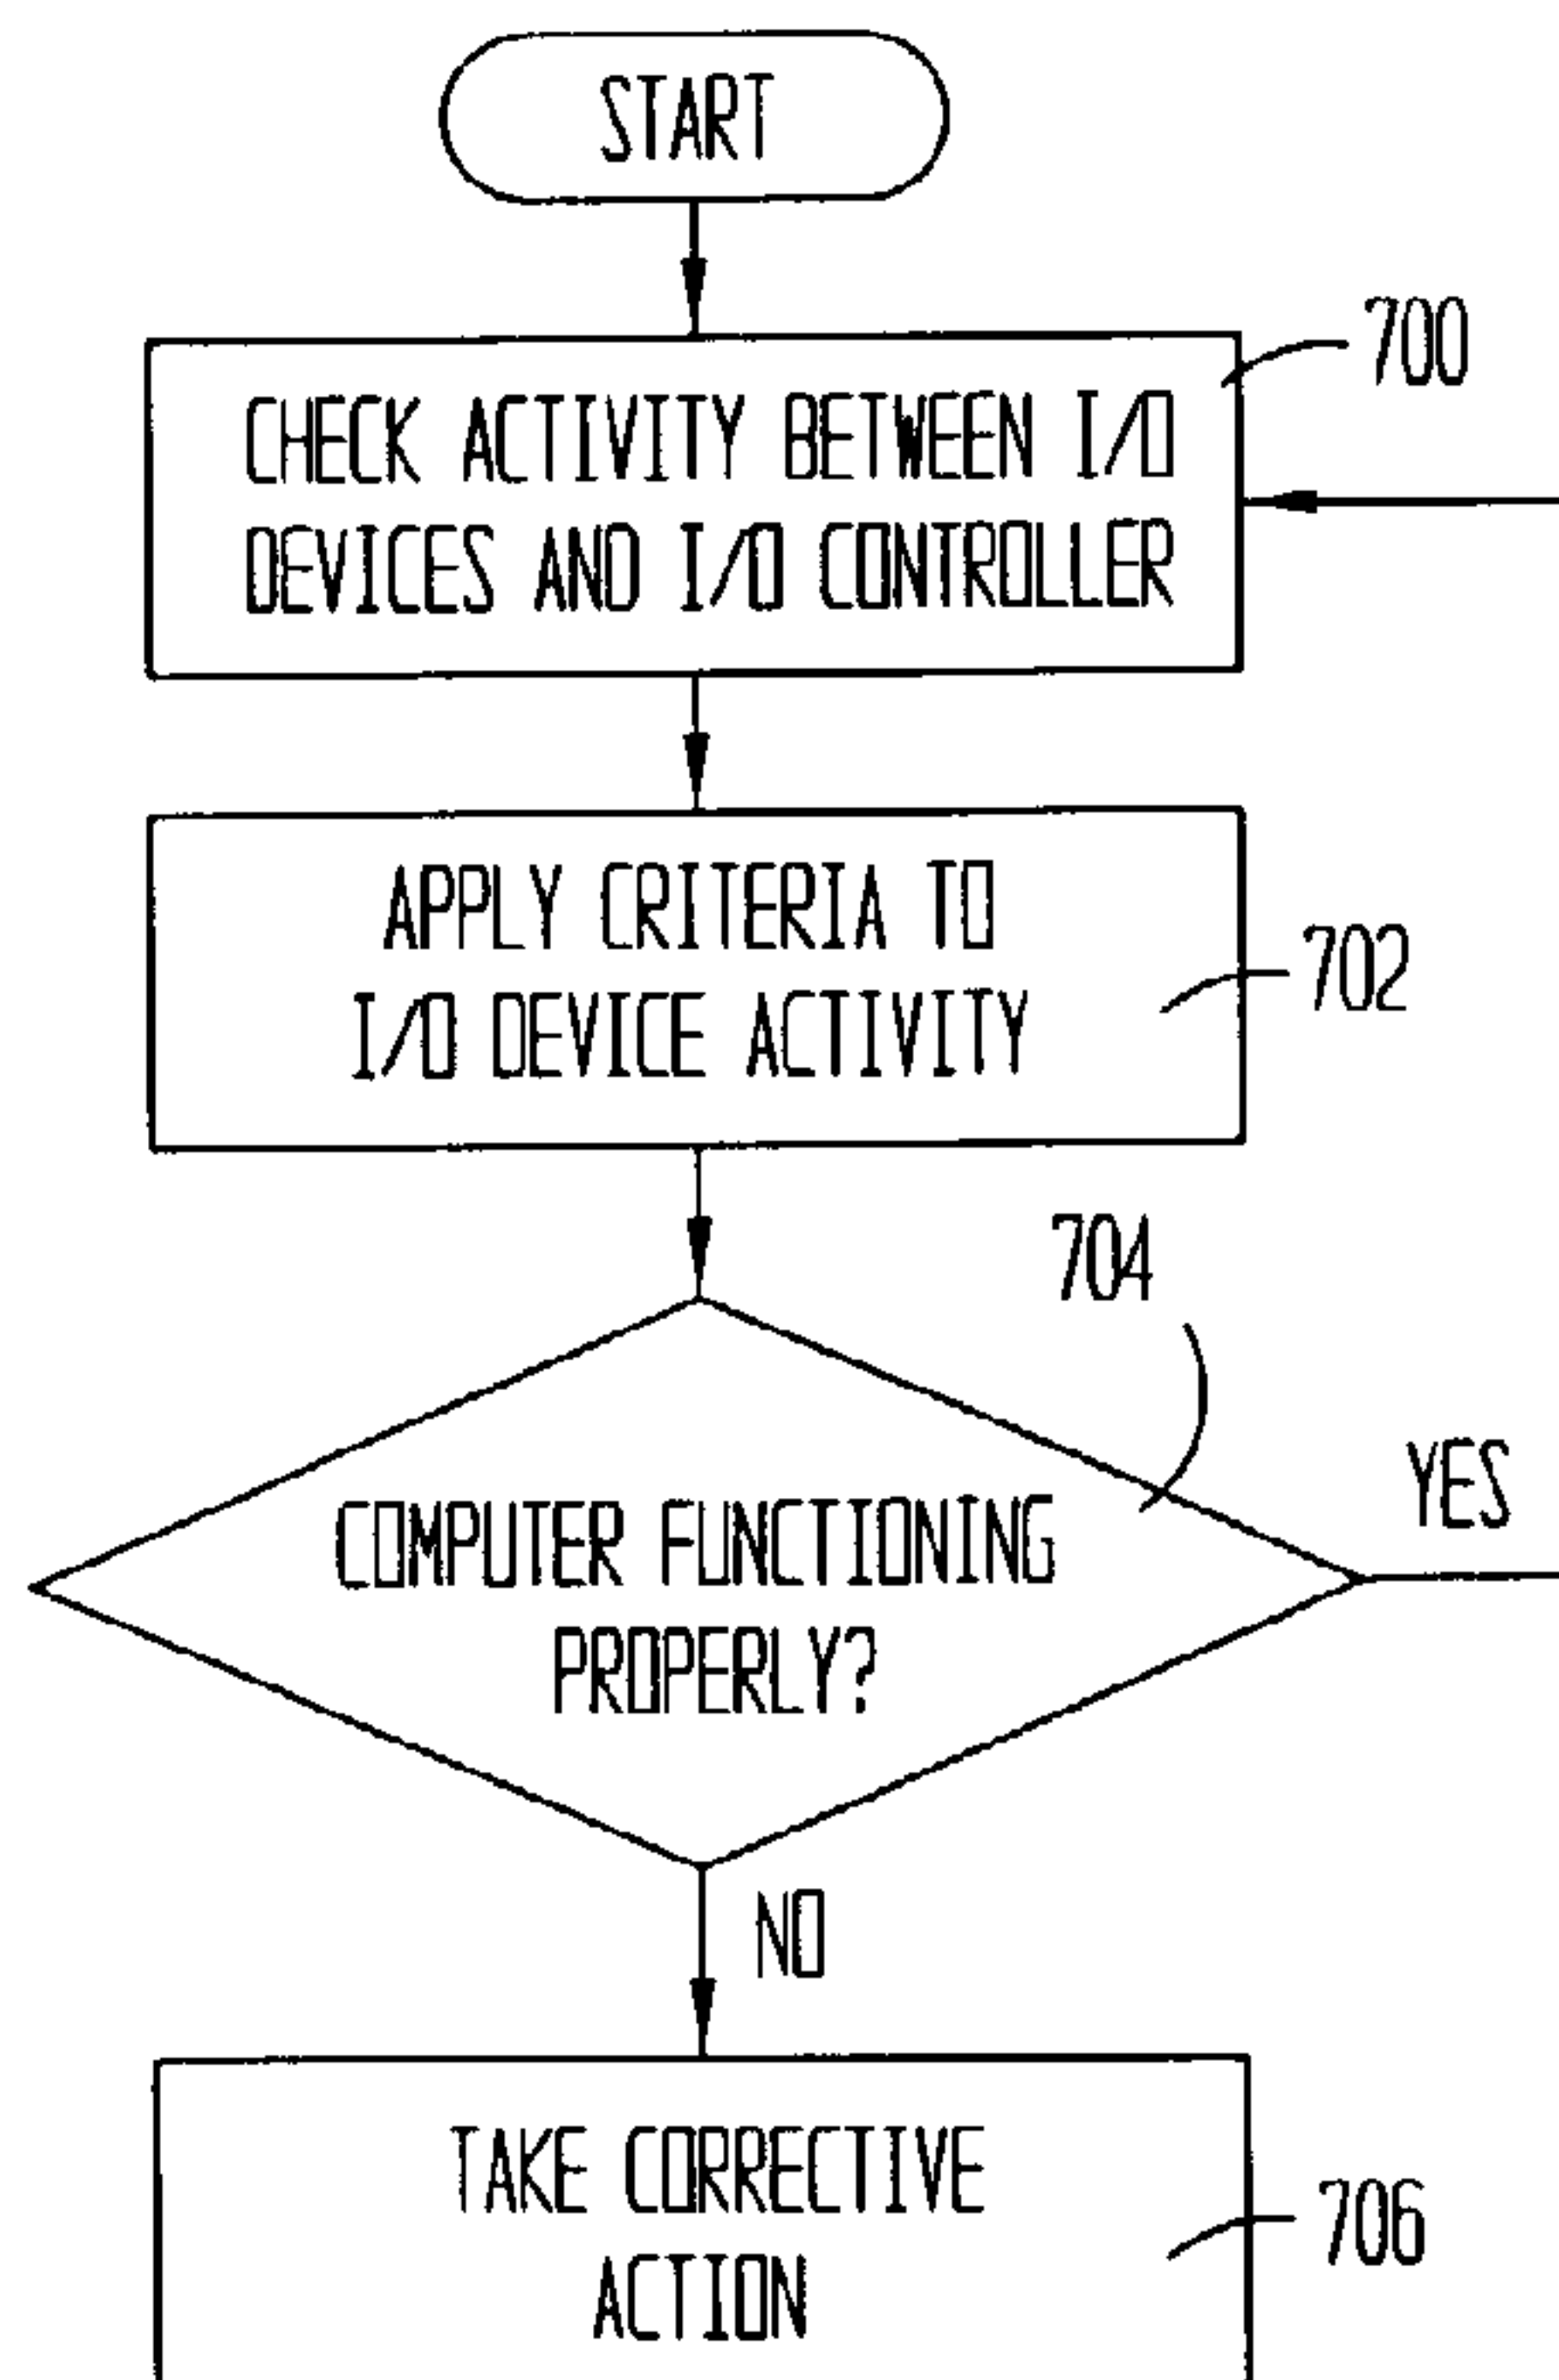 START
700
CHECK ACTIVITY BETWEEN I/O
DEVICES AND I/O CONTROLLER
APPLY CRITERIA TO
702
I/O DEVICE ACTIVITY
704
YES
COMPUTER FUNCTIONING
PROPERLY?
NO
TAKE CORRECTIVE
706
ACTION